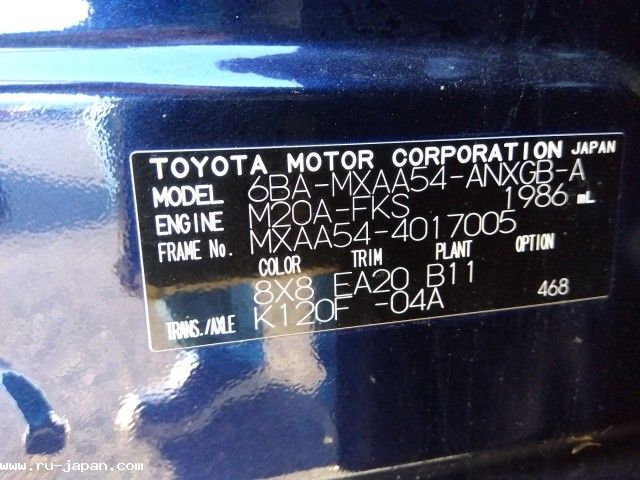 TOYOTA MOTOR CORPORATION JAPAN
MODEL 6BA-MXAA54-ANXGB-A
ENGINE M20A-FKS 1986 mL
FRAME No. MXAA54-4017005
COLOR TRIM PLANT OPTION
8X8 EA20 B11
TRANS./AXLE K120F -04A 468
www.ru-japan.com